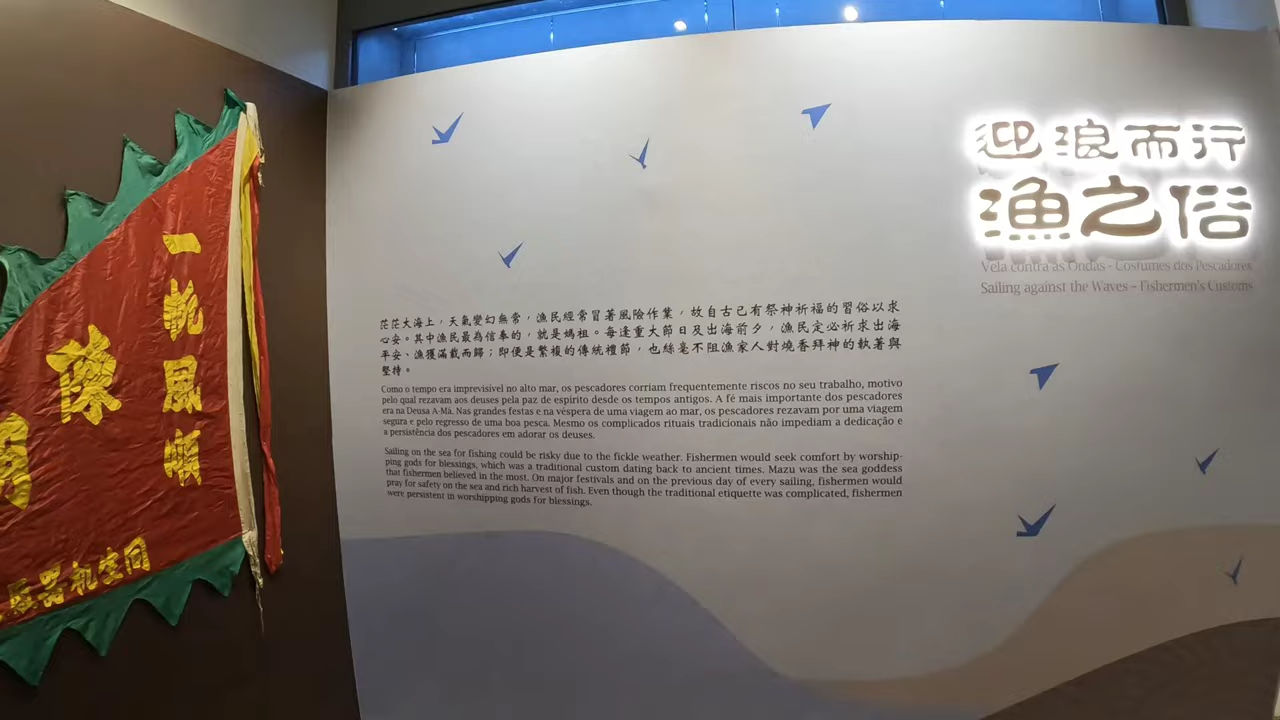 一帆風順
陳
同生机器
迎浪而行
漁之俗
Vela contra as Ondas - Costumes dos Pescadores
Sailing against the Waves - Fishermen's Customs
茫茫大海上，天氣變幻無常，漁民經常冒著風險作業，故自古已有祭神祈福的習俗以求
心安。其中漁民最為信奉的，就是媽祖。每逢重大節日及出海前夕，漁民定必祈求出海
平安、漁獲滿載而歸；即便是繁複的傳統禮節，也絲毫不阻漁家人對燒香拜神的執著與
堅持。
Como o tempo era imprevisível no alto mar, os pescadores corriam frequentemente riscos no seu trabalho, motivo
pelo qual rezavam aos deuses pela paz de espírito desde os tempos antigos. A fé mais importante dos pescadores
era na Deusa A-Má. Nas grandes festas e na véspera de uma viagem ao mar, os pescadores rezavam por uma viagem
segura e pelo regresso de uma boa pesca. Mesmo os complicados rituais tradicionais não impediam a dedicação e
a persistência dos pescadores em adorar os deuses.
Sailing on the sea for fishing could be risky due to the fickle weather. Fishermen would seek comfort by worship-
ping gods for blessings, which was a traditional custom dating back to ancient times. Mazu was the sea goddess
that fishermen believed in the most. On major festivals and on the previous day of every sailing, fishermen would
pray for safety on the sea and rich harvest of fish. Even though the traditional etiquette was complicated, fishermen
were persistent in worshipping gods for blessings.